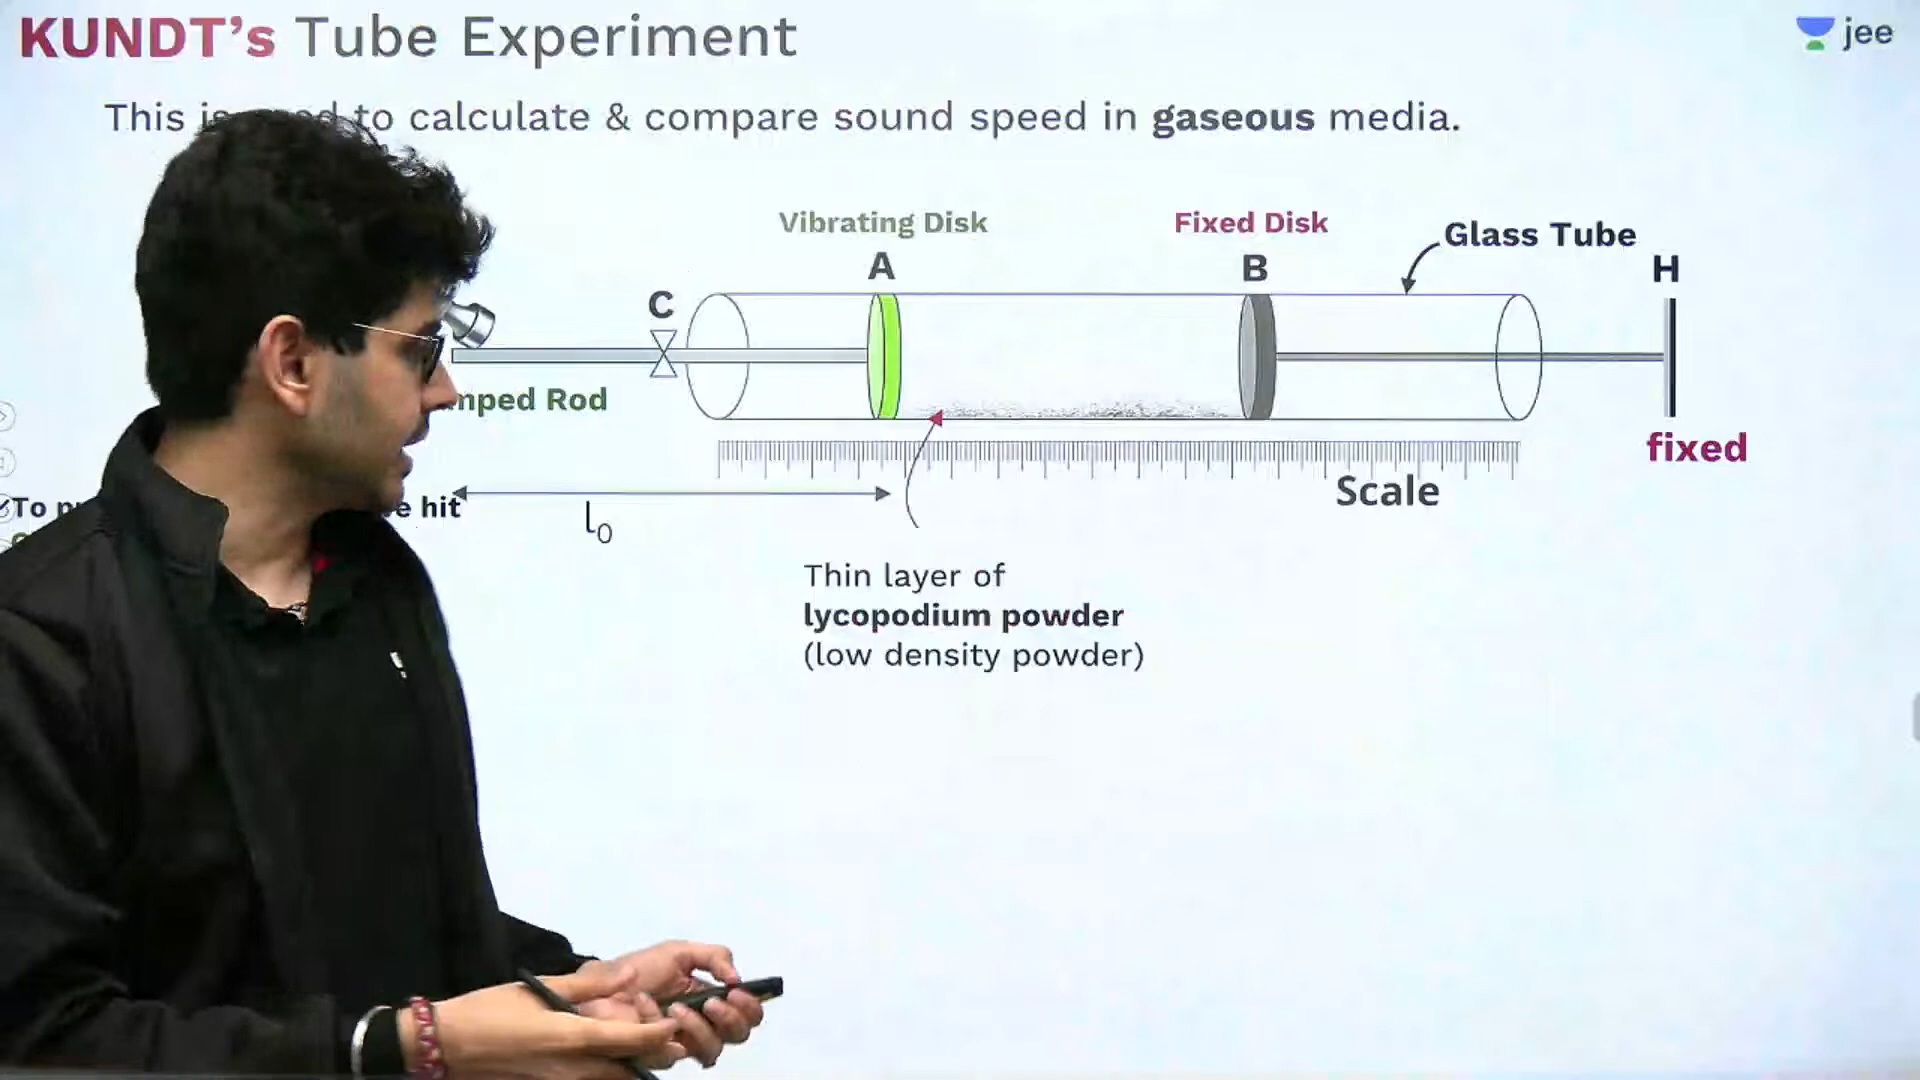 KUNDT's Tube Experiment
jee
This to calculate & compare sound speed in gaseous media.
Vibrating Disk
Fixed Disk
Glass Tube
A
B
H
C
Rod
fixed
Scale
To
hit
l₀
Thin layer of
lycopodium powder
(low density powder)